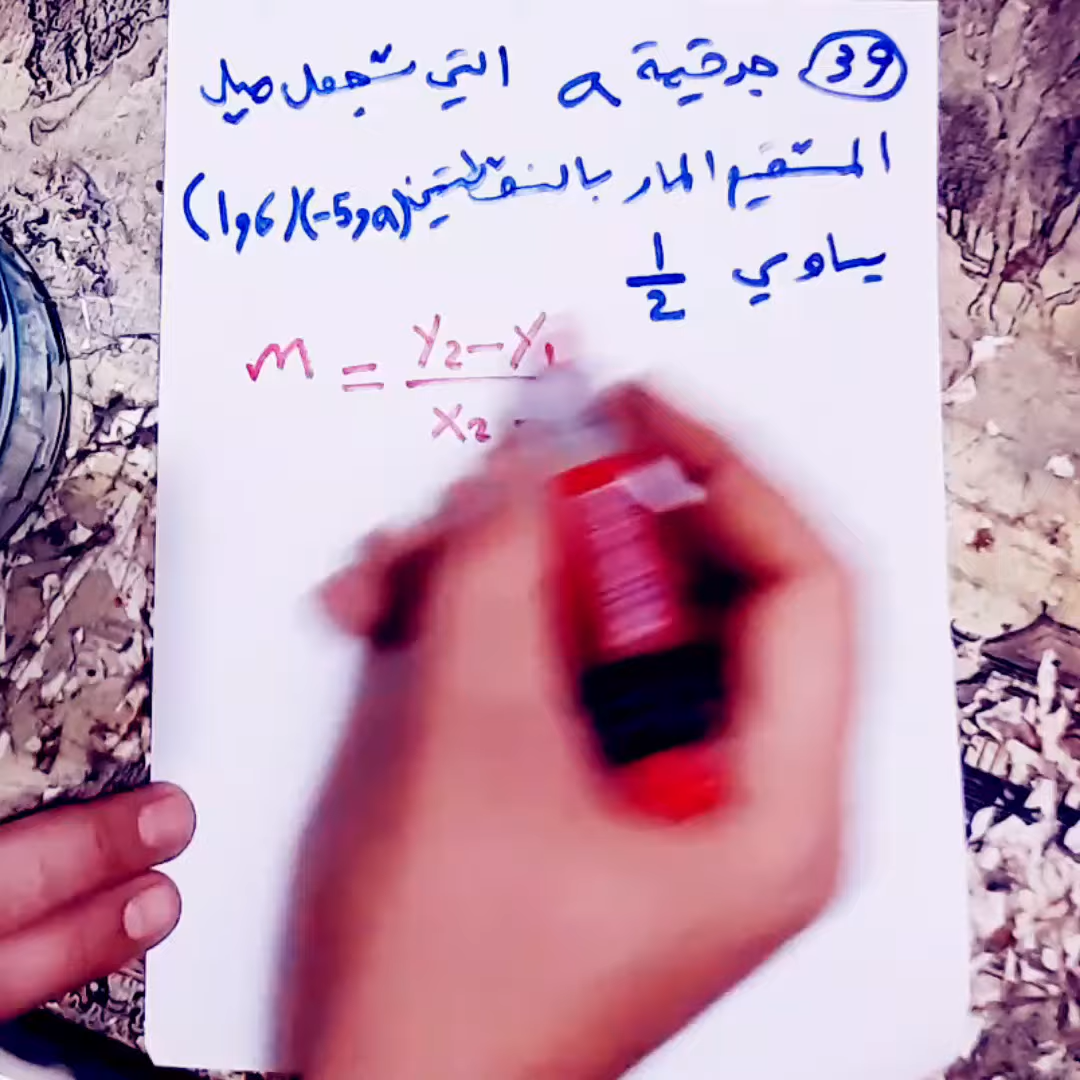 39 جد قيمة a التي تجعل ميل
المستقيم المار بالنقطتين (-5,a)(1,6)
يساوي 1/2
m = y₂-y₁ / x₂ -